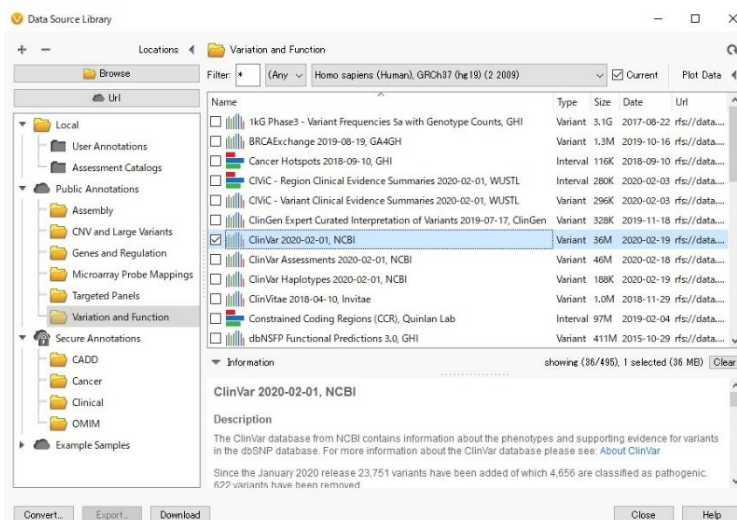 Data Source Library
+ − Locations
Variation and Function
Browse
Filter: * (Any Homo sapiens (Human), GRCh37 (hg19) (2 2009) Current Plot Data
Url
Name Type Size Date Url
Local
User Annotations
Assessment Catalogs
Public Annotations
Assembly
CNV and Large Variants
Genes and Regulation
Microarray Probe Mappings
Targeted Panels
Variation and Function
Secure Annotations
CADD
Cancer
Clinical
OMIM
Example Samples
1kG Phase3 - Variant Frequencies 5a with Genotype Counts, GHI Variant 3.1G 2017-08-22 rfs://data....
BRCAExchange 2019-08-19, GA4GH Variant 1.3M 2019-10-16 rfs://data....
Cancer Hotspots 2018-09-10, GHI Interval 116K 2018-09-10 rfs://data....
CIViC - Region Clinical Evidence Summaries 2020-02-01, WUSTL Interval 280K 2020-02-03 rfs://data....
CIViC - Variant Clinical Evidence Summaries 2020-02-01, WUSTL Variant 296K 2020-02-03 rfs://data....
ClinGen Expert Curated Interpretation of Variants 2019-07-17, ClinGen Variant 328K 2019-11-18 rfs://data....
ClinVar 2020-02-01, NCBI Variant 36M 2020-02-19 rfs://data....
ClinVar Assessments 2020-02-01, NCBI Variant 46M 2020-02-18 rfs://data....
ClinVar Haplotypes 2020-02-01, NCBI Variant 188K 2020-02-19 rfs://data....
ClinVitae 2018-04-10, Invitae Variant 1.0M 2018-11-29 rfs://data....
Constrained Coding Regions (CCR), Quinlan Lab Interval 97M 2019-02-04 rfs://data....
dbNSFP Functional Predictions 3.0, GHI Variant 411M 2015-10-29 rfs://data....
Information showing (36/495), 1 selected (36 MB) Clear
ClinVar 2020-02-01, NCBI
Description
The ClinVar database from NCBI contains information about the phenotypes and supporting evidence for variants
in the dbSNP database. For more information about the ClinVar database please see: About ClinVar
Since the January 2020 release 23,751 variants have been added of which 4,656 are classified as pathogenic.
622 variants have been removed
Convert... Export... Download Close Help